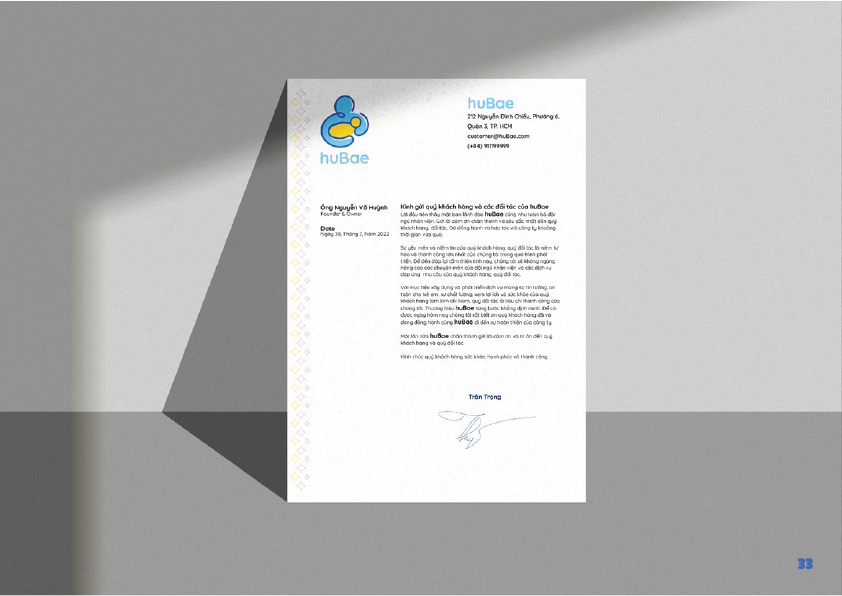 huBae
huBae
212 Nguyễn Đình Chiểu, Phường 6,
Quận 3, TP. HCM
customer@huBae.com
(+84) 911199999
Ông Nguyễn Võ Huỳnh
Founder & Owner
Date
Ngày 30, Tháng 7, Năm 2022
Kính gửi quý khách hàng và các đối tác của huBae
Lời đầu tiên thay mặt ban lãnh đạo huBae cũng như toàn bộ đội
ngũ nhân viên. Gửi lời cảm ơn chân thành và sâu sắc nhất đến quý
khách hàng, đối tác. Đã đồng hành và hợp tác với công ty khoảng
thời gian vừa qua.
Sự yêu mến và niềm tin của quý khách hàng, quý đối tác là niềm tự
hào và thành công lớn nhất của chúng tôi trong quá trình phát
triển. Để đền đáp lại tấm thiện tình này, chúng tôi sẽ không ngừng
nâng cao các chuyên môn của đội ngũ nhân viên và các dịch vụ
đáp ứng nhu cầu của quý khách hàng, quý đối tác.
Với mục tiêu xây dựng và phát triển dịch vụ mang sự tin tưởng, an
toàn cho trẻ em, sự chất lượng, xem lợi ích và sức khỏe của quý
khách hàng làm kim chỉ Nam, quý đối tác là tiêu chí thành công của
chúng tôi. Thương hiệu huBae từng bước khẳng định mình. Để có
được ngày hôm nay chúng tôi rất biết ơn quý khách hàng đã và
đang đồng hành cùng huBae đi đến sự hoàn thiện của công ty.
Một lần nữa huBae chân thành gửi lời cảm ơn và tri ân đến quý
khách hàng và quý đối tác
Kính chúc quý khách hàng sức khỏe, hạnh phúc và thành công.
Trân Trọng
33